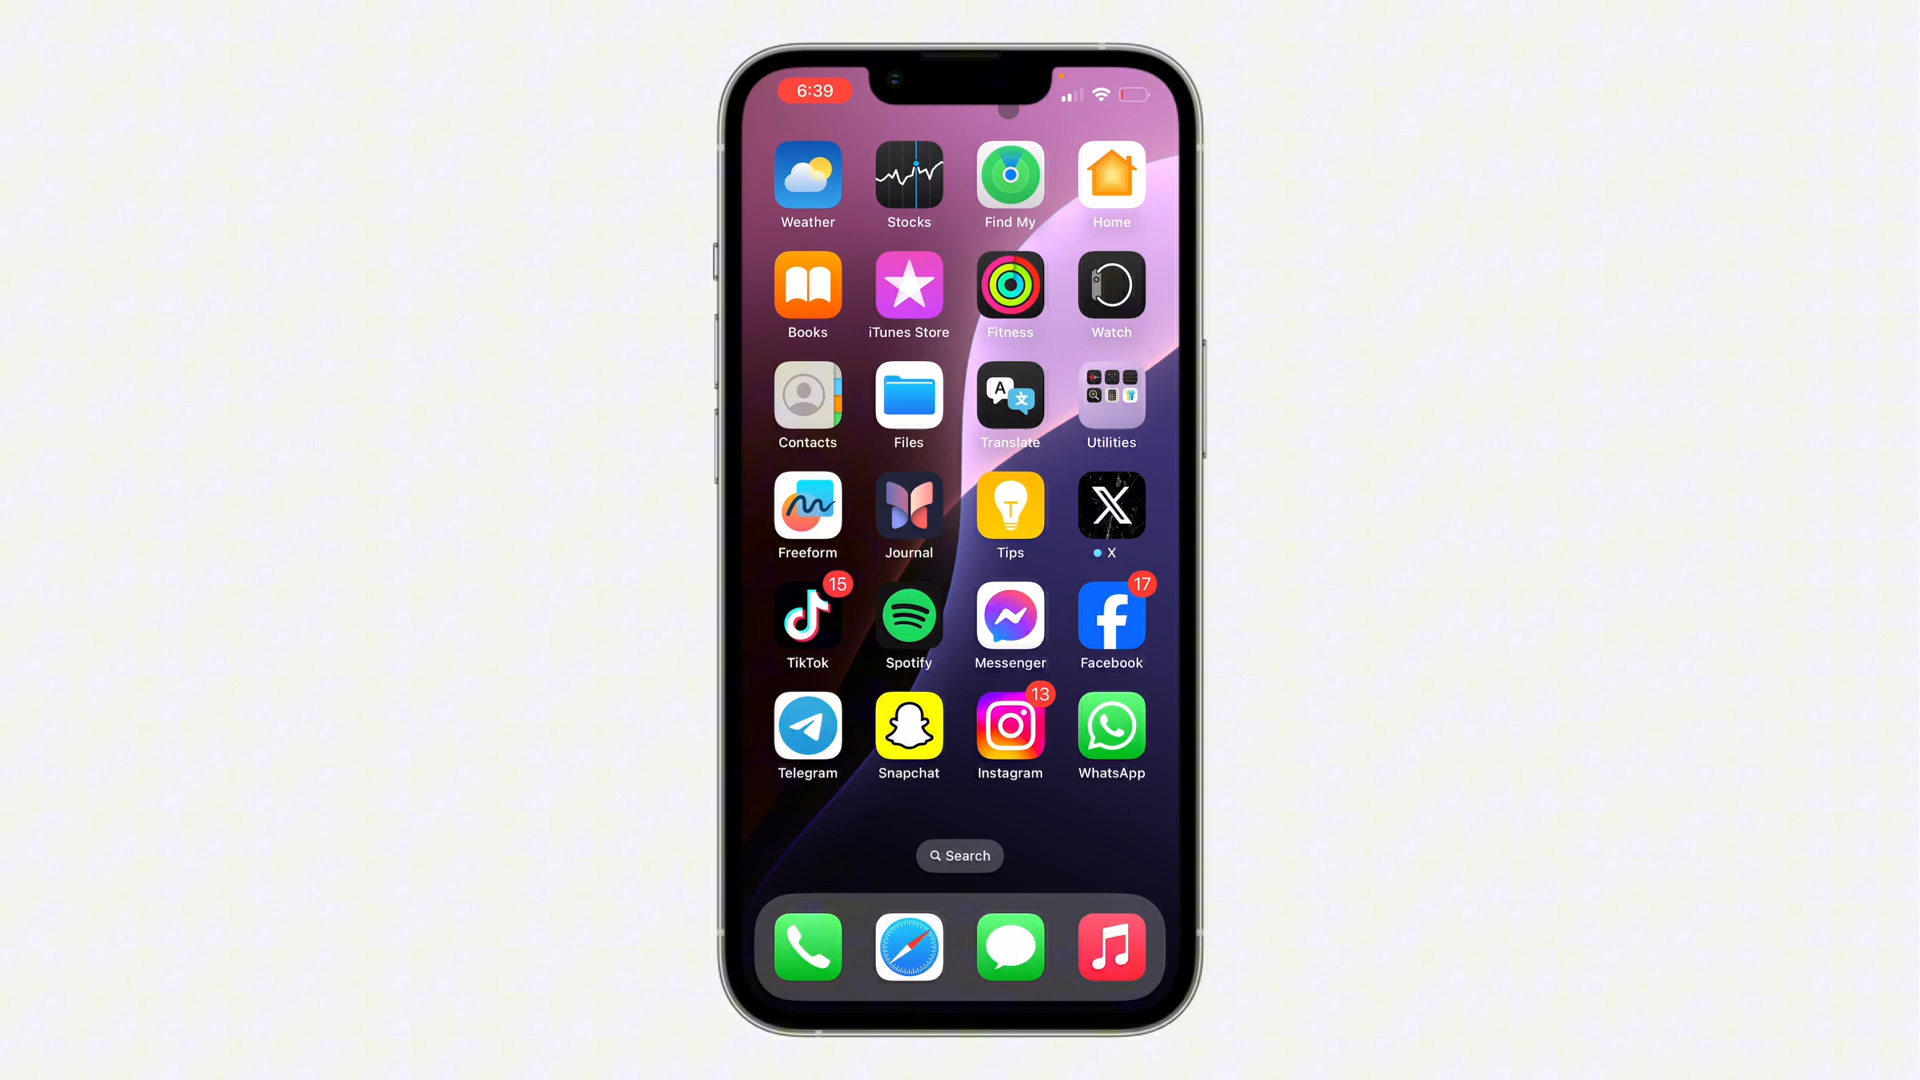 6:39
Weather Stocks Find My Home
Books iTunes Store Fitness Watch
Contacts Files Translate Utilities
Freeform Journal Tips X
15 17
TikTok Spotify Messenger Facebook
13
Telegram Snapchat Instagram WhatsApp
Search